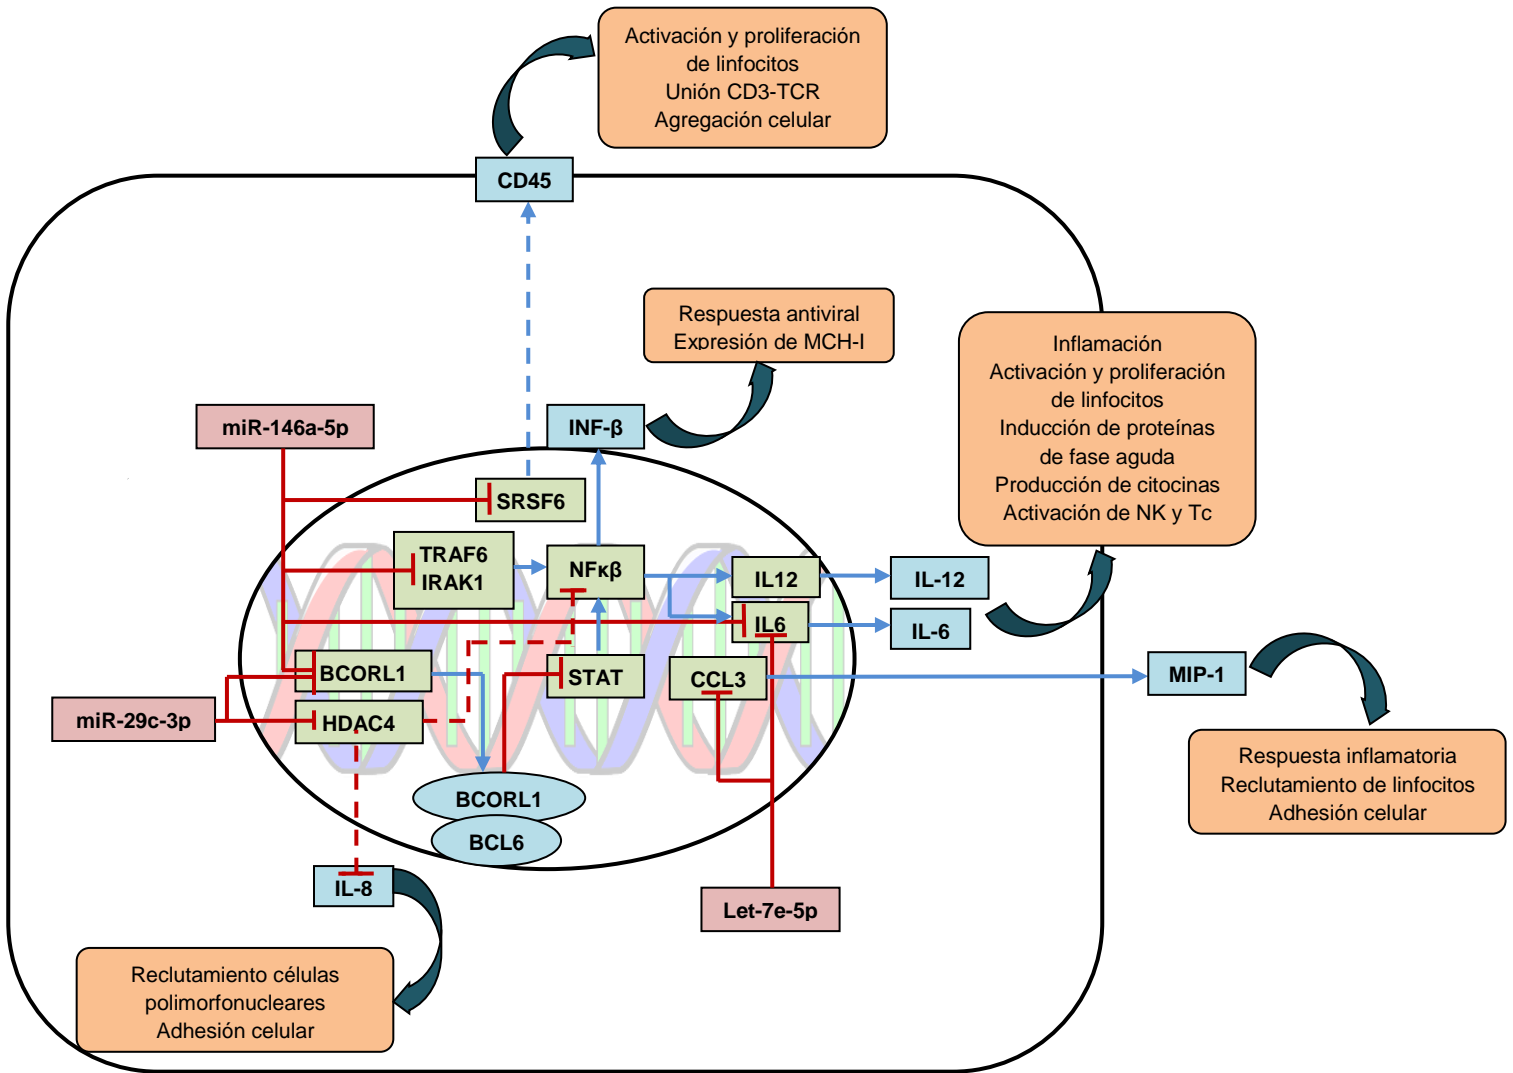 Activación y proliferación
de linfocitos
Unión CD3-TCR
Agregación celular
CD45
Respuesta antiviral
Expresión de MCH-I
Inflamación
Activación y proliferación
de linfocitos
Inducción de proteínas
de fase aguda
Producción de citocinas
Activación de NK y Tc
miR-146a-5p
INF-β
SRSF6
TRAF6
IRAK1
NFκβ
IL12
IL-12
IL6
IL-6
BCORL1
STAT
CCL3
MIP-1
miR-29c-3p
HDAC4
Respuesta inflamatoria
Reclutamiento de linfocitos
Adhesión celular
BCORL1
BCL6
IL-8
Let-7e-5p
Reclutamiento células
polimorfonucleares
Adhesión celular